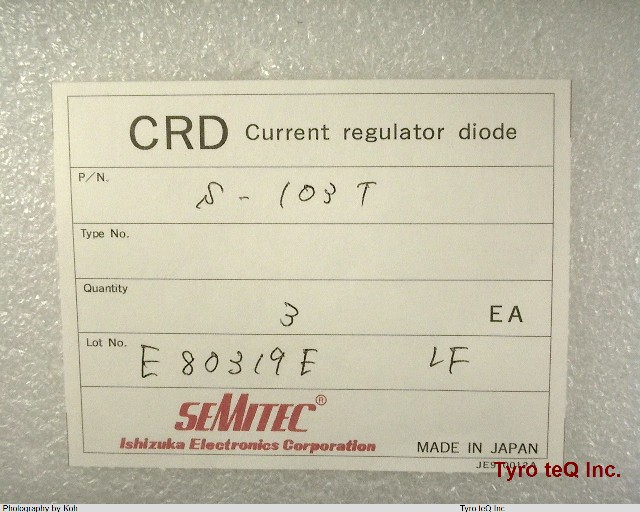 CRD Current regulator diode
P/N.
S - 103 T
Type No.
Quantity
3 EA
Lot No.
E 80319 E LF
SEMITEC®
Ishizuka Electronics Corporation
MADE IN JAPAN
Tyro teQ Inc.
Photography by Koh Tyro teQ Inc